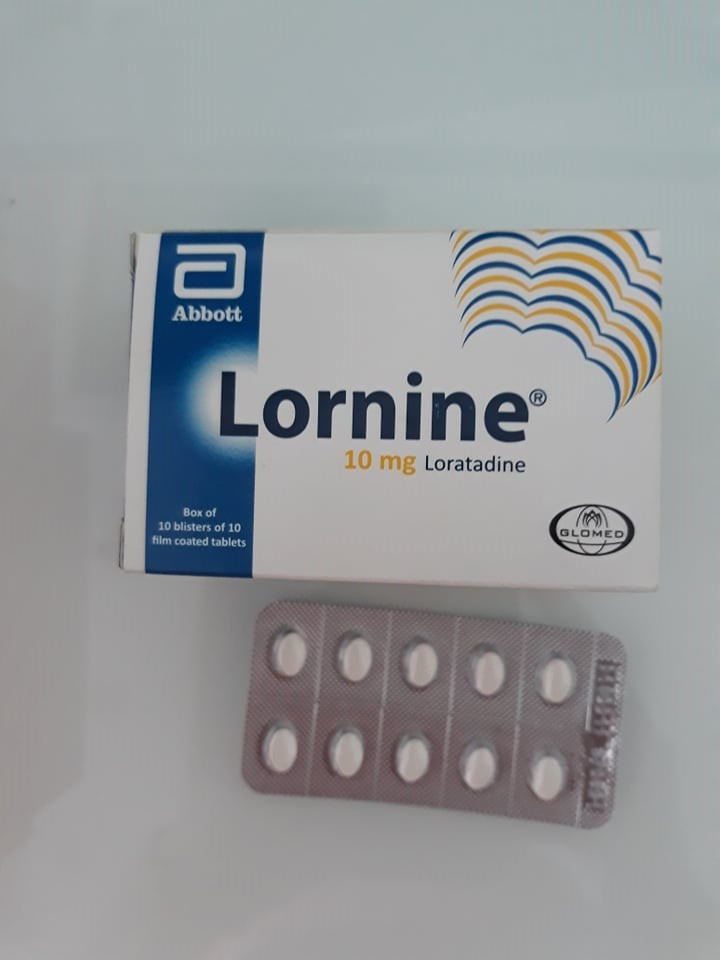 Abbott
Lornine®
10 mg Loratadine
Box of
10 blisters of 10
film coated tablets
GLOMED